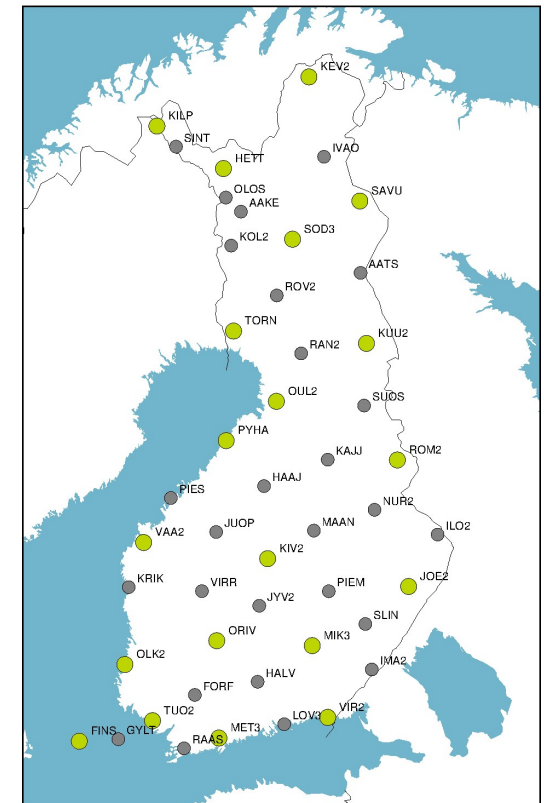 KEV2
KILP
SINT
IVAO
HETT
SAVU
OLOS
AAKE
SOD3
KOL2
AATS
ROV2
TORN
KUU2
RAN2
OUL2
SUOS
PYHA
KAJJ
ROM2
HAAJ
PIES
NUR2
JUOP
MAAN
ILO2
VAA2
KIV2
KRIK
VIRR
PIEM
JOE2
JYV2
SLIN
ORIV
MIK3
OLK2
IMA2
HALV
FORF
TUO2
LOV3
VIR2
FINS
GYLT
MET3
RAAS